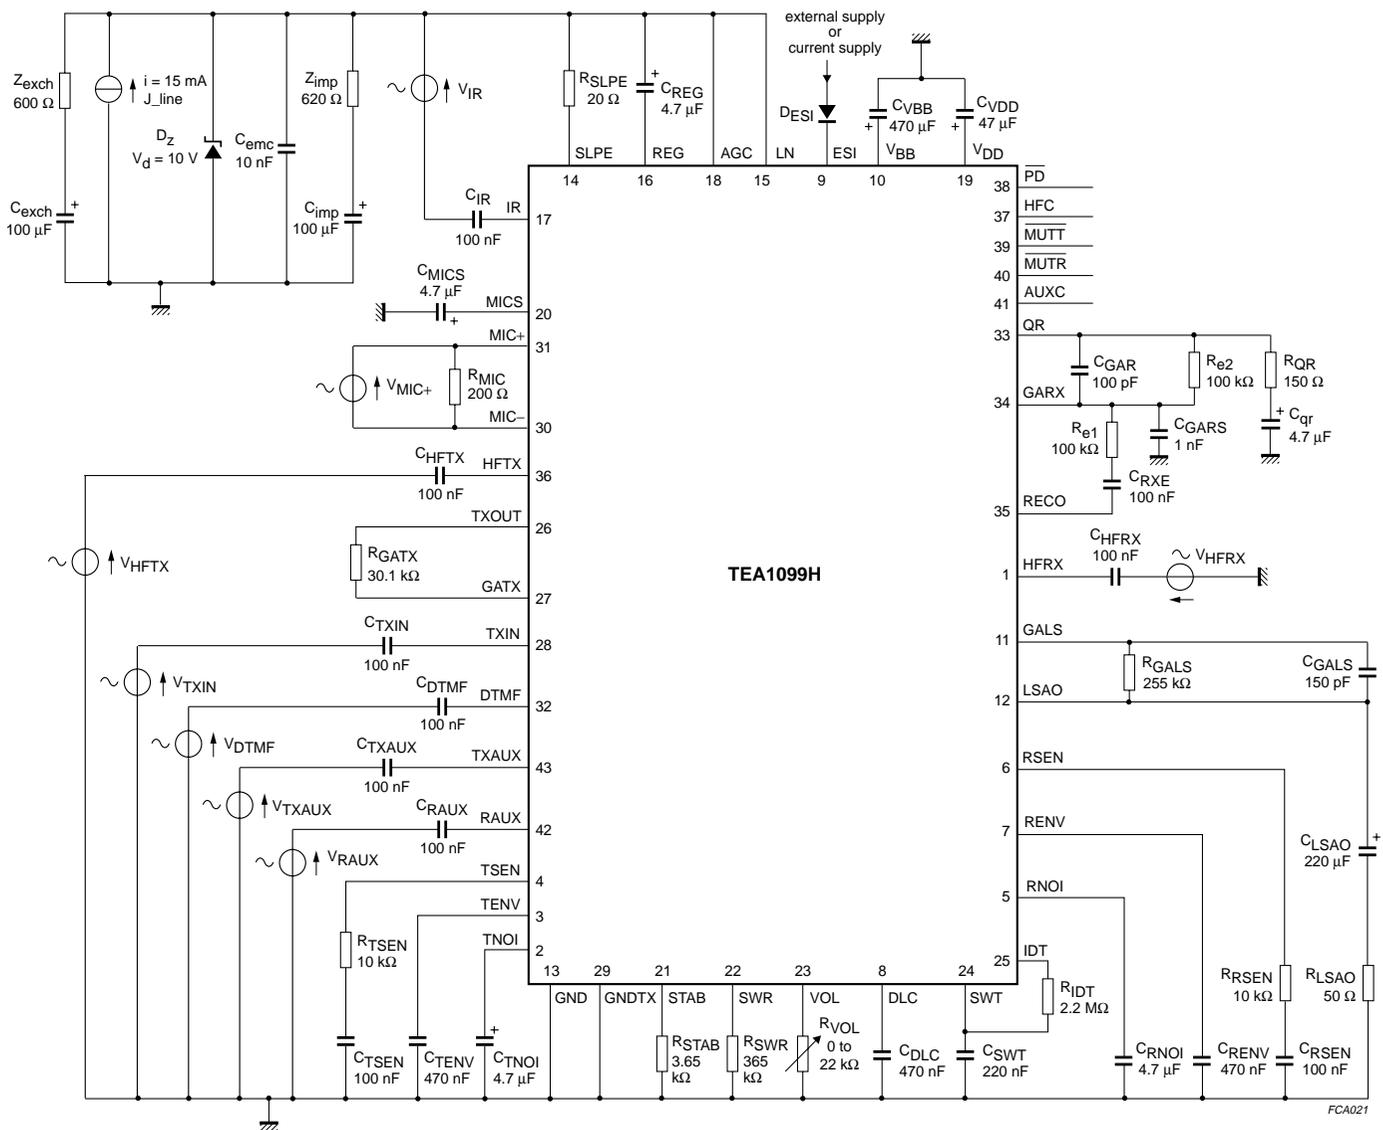 external supply
or
current supply
Zexch
600 Ω
i = 15 mA
J_line
Dz
Vd = 10 V
Cemc
10 nF
Zimp
620 Ω
VIR
RSLPE
20 Ω
+
CREG
4.7 µF
DESI
CVBB
470 µF
+
CVDD
47 µF
+
Cexch
100 µF
+
Cimp
100 µF
+
SLPE
REG
AGC
LN
ESI
VBB
VDD
14
16
18
15
9
10
19
CIR
100 nF
IR
17
CMICS
4.7 µF
+
MICS
20
MIC+
31
VMIC+
RMIC
200 Ω
MIC−
30
CHFTX
100 nF
HFTX
36
VHFTX
TXOUT
26
RGATX
30.1 kΩ
GATX
27
CTXIN
100 nF
TXIN
28
VTXIN
CDTMF
100 nF
DTMF
32
VDTMF
CTXAUX
100 nF
TXAUX
43
VTXAUX
CRAUX
100 nF
RAUX
42
VRAUX
TSEN
4
TENV
3
TNOI
2
RTSEN
10 kΩ
CTSEN
100 nF
CTENV
470 nF
+
CTNOI
4.7 µF
TEA1099H
38
PD
37
HFC
39
MUTT
40
MUTR
41
AUXC
33
QR
34
GARX
CGAR
100 pF
Re2
100 kΩ
RQR
150 Ω
Re1
100 kΩ
CGARS
1 nF
+
Cqr
4.7 µF
CRXE
100 nF
35
RECO
CHFRX
100 nF
VHFRX
1
HFRX
11
GALS
RGALS
255 kΩ
CGALS
150 pF
12
LSAO
6
RSEN
7
RENV
CLSAO
220 µF
+
5
RNOI
25
IDT
RIDT
2.2 MΩ
RRSEN
10 kΩ
RLSAO
50 Ω
13
29
21
22
23
8
24
GND
GNDTX
STAB
SWR
VOL
DLC
SWT
RSTAB
3.65
kΩ
RSWR
365
kΩ
RVOL
0 to
22 kΩ
CDLC
470 nF
CSWT
220 nF
CRNOI
4.7 µF
CRENV
470 nF
CRSEN
100 nF
FCA021